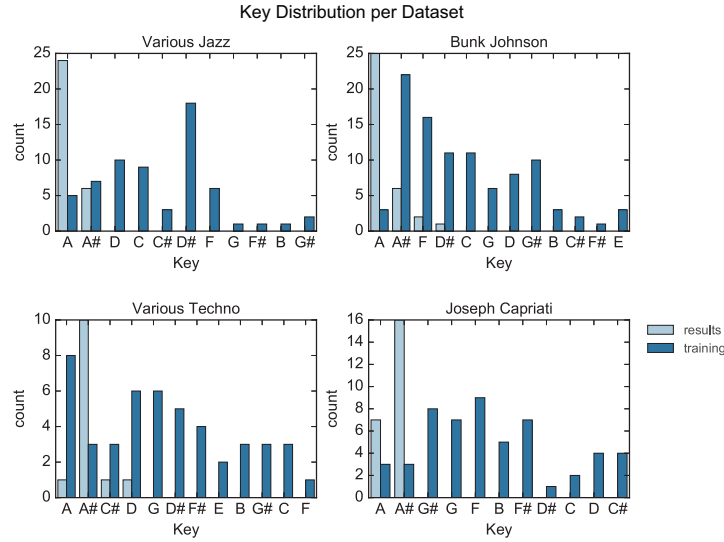 Key Distribution per Dataset
Various Jazz
25
20
15
10
5
0
count
A A# D C C# D# F G F# B G#
Key
Bunk Johnson
25
20
15
10
5
0
count
A A# F D# C G D G# B C# F# E
Key
Various Techno
10
8
6
4
2
0
count
A A# C# D G D# F# E B G# C F
Key
Joseph Capriati
16
14
12
10
8
6
4
2
0
count
A A# G# G F B F# D# C D C#
Key
results
training